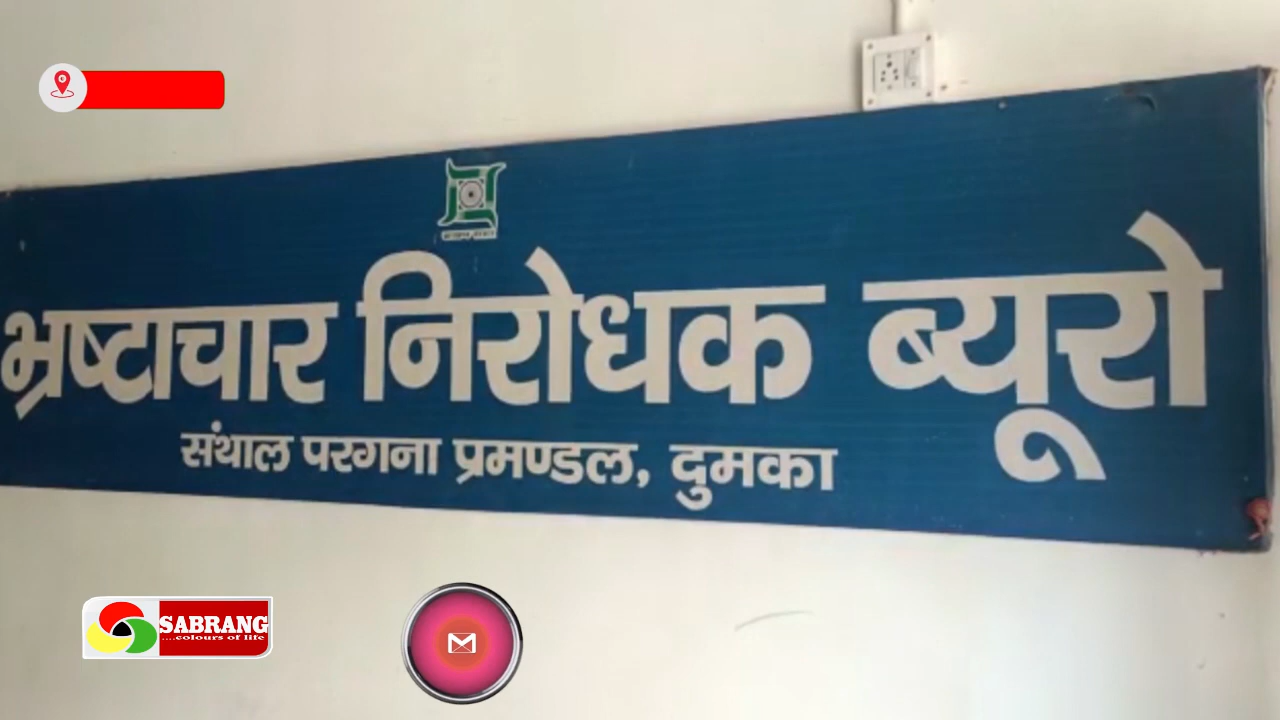 भ्रष्टाचार निरोधक ब्यूरो
संथाल परगना प्रमण्डल, दुमका
SABRANG
....colours of life